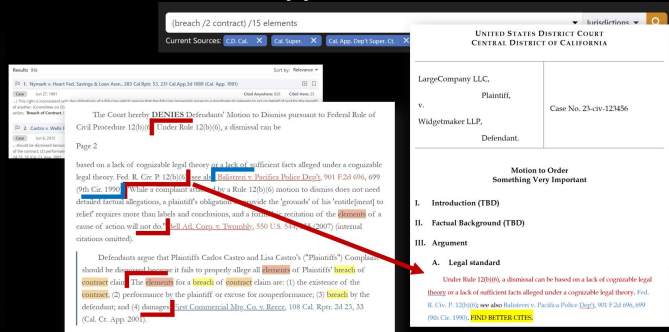 (breach /2 contract) /15 elements
Jurisdictions
Current Sources: C.D. Cal. X Cal. Super. X Cal. App. Dep't Super. Ct. X
Results 916
Sort by: Relevance
1. Nymark v. Heart Fed. Savings & Loan Assn., 283 Cal.Rptr. 53, 231 Cal.App.3d 1089 (Cal. App. 1991)
Case Jun 27, 1991
Case Jun 6, 2012
The Court hereby DENIES Defendants' Motion to Dismiss pursuant to Federal Rule of
Civil Procedure 12(b)(6). Under Rule 12(b)(6), a dismissal can be
Page 2
based on a lack of cognizable legal theory or a lack of sufficient facts alleged under a cognizable
legal theory. Fed. R. Civ. P. 12(b)(6); see also Balistreri v. Pacifica Police Dep't, 901 F.2d 696, 699
(9th Cir. 1990). While a complaint attacked by a Rule 12(b)(6) motion to dismiss does not need
detailed factual allegations, a plaintiff's obligation to provide the 'grounds' of his 'entitle[ment] to
relief' requires more than labels and conclusions, and a formulaic recitation of the elements of a
cause of action will not do." Bell Atl. Corp. v. Twombly, 550 U.S. 544, (2007) (internal
citations omitted).
Defendants argue that Plaintiffs Carlos Castro and Lisa Castro's ("Plaintiffs") Complaint
should be dismissed because it fails to properly allege all elements of Plaintiffs' breach of
contract claim. The elements for a breach of contract claim are: (1) the existence of the
contract, (2) performance by the plaintiff or excuse for nonperformance; (3) breach by the
defendant; and (4) damages. First Commercial Mtg. Co. v. Reece, 108 Cal. Rptr. 2d 23, 33
(Cal. Ct. App. 2001).
UNITED STATES DISTRICT COURT
CENTRAL DISTRICT OF CALIFORNIA
LargeCompany LLC,
Plaintiff,
v.
Case No. 23-civ-123456
Widgetmaker LLP,
Defendant.
Motion to Order
Something Very Important
I. Introduction (TBD)
II. Factual Background (TBD)
III. Argument
A. Legal standard
Under Rule 12(b)(6), a dismissal can be based on a lack of cognizable legal
theory or a lack of sufficient facts alleged under a cognizable legal theory. Fed.
R. Civ. P. 12(b)(6); see also Balistreri v. Pacifica Police Dep't, 901 F.2d 696, 699
(9th Cir. 1990). FIND BETTER CITES.